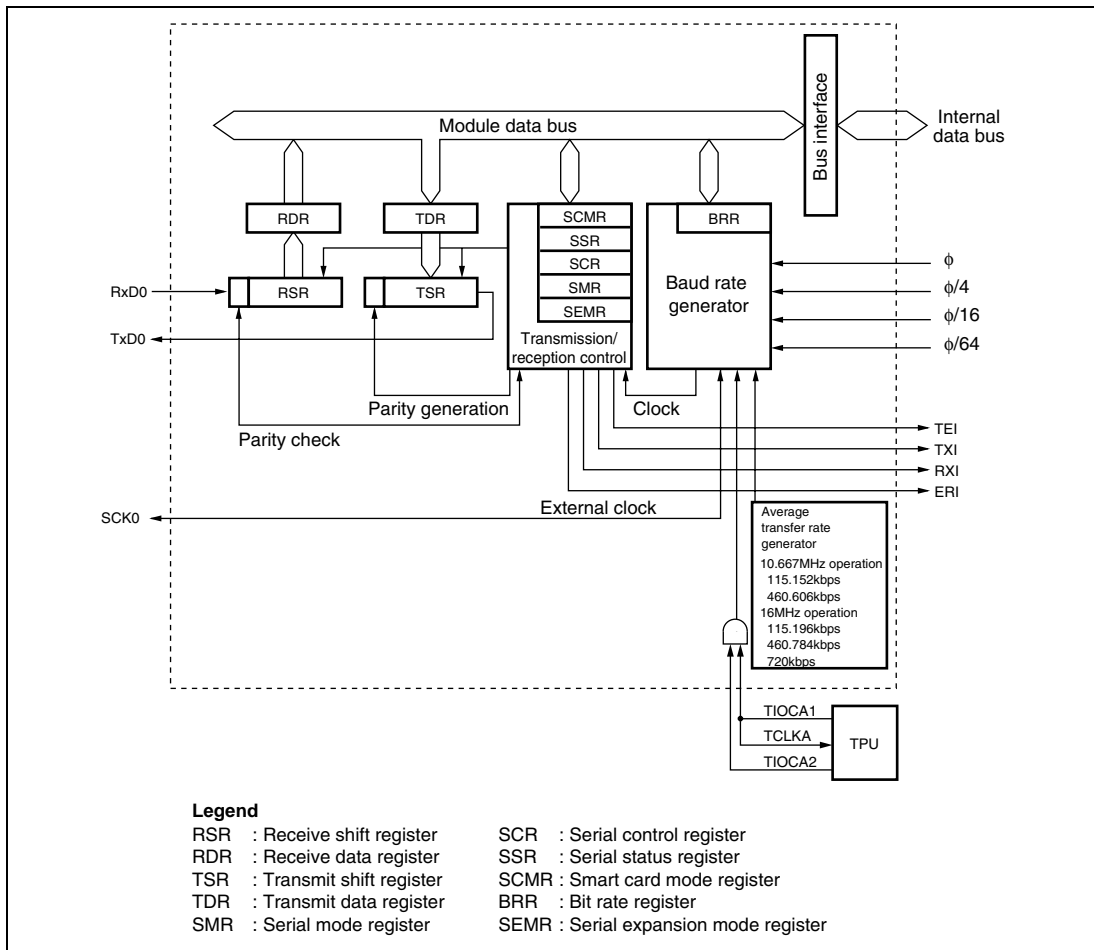 Module data bus
Bus interface
Internal
data bus
RDR
TDR
SCMR
SSR
SCR
SMR
SEMR
Transmission/
reception control
BRR
Baud rate
generator
ϕ
ϕ/4
ϕ/16
ϕ/64
RxD0
RSR
TSR
TxD0
Parity generation
Clock
Parity check
TEI
TXI
RXI
ERI
External clock
SCK0
Average
transfer rate
generator
10.667MHz operation
115.152kbps
460.606kbps
16MHz operation
115.196kbps
460.784kbps
720kbps
TIOCA1
TCLKA
TIOCA2
TPU
Legend
RSR : Receive shift register
RDR : Receive data register
TSR : Transmit shift register
TDR : Transmit data register
SMR : Serial mode register
SCR : Serial control register
SSR : Serial status register
SCMR : Smart card mode register
BRR : Bit rate register
SEMR : Serial expansion mode register